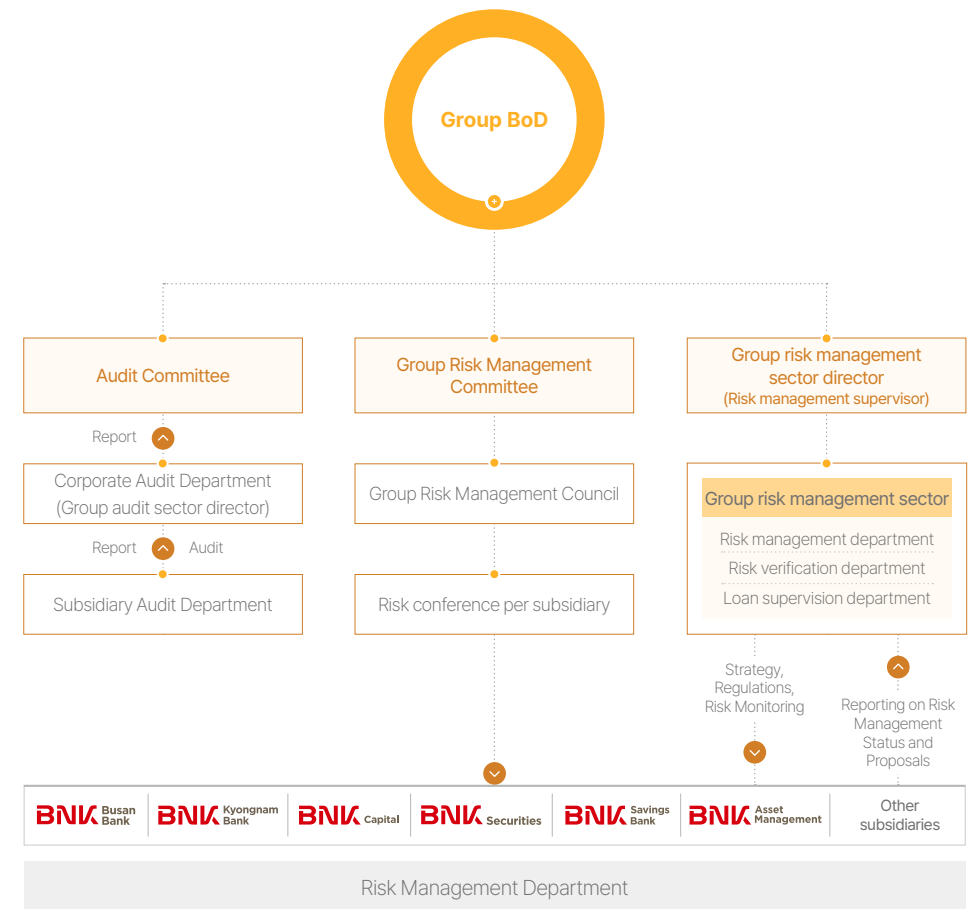 Group BoD
Audit Committee
Group Risk Management
Committee
Group risk management
sector director
(Risk management supervisor)
Report
Corporate Audit Department
(Group audit sector director)
Group Risk Management Council
Group risk management sector
Risk management department
Risk verification department
Loan supervision department
Report
Audit
Subsidiary Audit Department
Risk conference per subsidiary
Strategy,
Regulations,
Risk Monitoring
Reporting on Risk
Management
Status and
Proposals
BNK Busan
Bank
BNK Kyongnam
Bank
BNK Capital
BNK Securities
BNK Savings
Bank
BNK Asset
Management
Other
subsidiaries
Risk Management Department